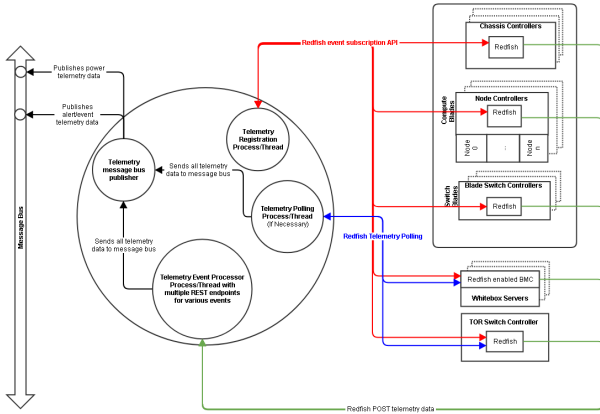 Message Bus
Publishes power
telemetry data
Publishes
alert/event
telemetry data
Telemetry
message bus
publisher
Sends all telemetry
data to message bus
Telemetry
Registration
Process/Thread
Sends all telemetry
data to message bus
Telemetry Polling
Process/Thread
(If Necessary)
Telemetry Event Processor
Process/Thread with
multiple REST endpoints
for various events
Redfish event subscription API
Redfish Telemetry Polling
Redfish POST telemetry data
Chassis Controllers
Redfish
Compute
Blades
Node Controllers
Redfish
Node
0
..
Node
n
Switch
Blades
Blade Switch Controllers
Redfish
Redfish enabled BMC
Whitebox Servers
TOR Switch Controller
Redfish